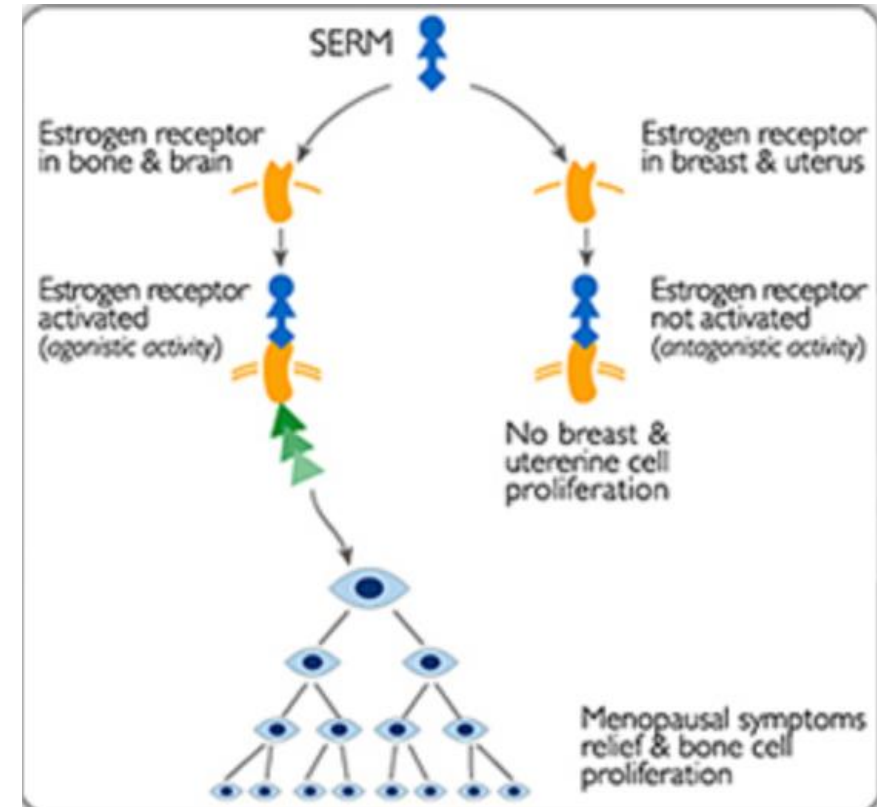 SERM
Estrogen receptor
in bone & brain
Estrogen receptor
in breast & uterus
Estrogen receptor
activated
(agonistic activity)
Estrogen receptor
not activated
(antagonistic activity)
No breast &
utererine cell
proliferation
Menopausal symptoms
relief & bone cell
proliferation